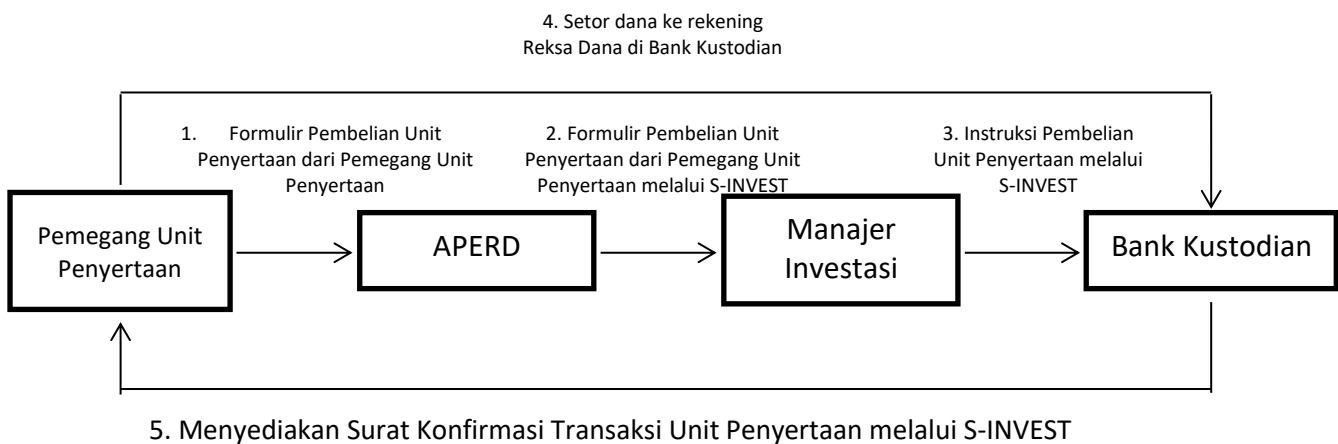 4. Setor dana ke rekening
Reksa Dana di Bank Kustodian
1. Formulir Pembelian Unit
Penyertaan dari Pemegang Unit
Penyertaan
2. Formulir Pembelian Unit
Penyertaan dari Pemegang Unit
Penyertaan melalui S-INVEST
3. Instruksi Pembelian
Unit Penyertaan melalui
S-INVEST
Pemegang Unit
Penyertaan
APERD
Manajer
Investasi
Bank Kustodian
5. Menyediakan Surat Konfirmasi Transaksi Unit Penyertaan melalui S-INVEST